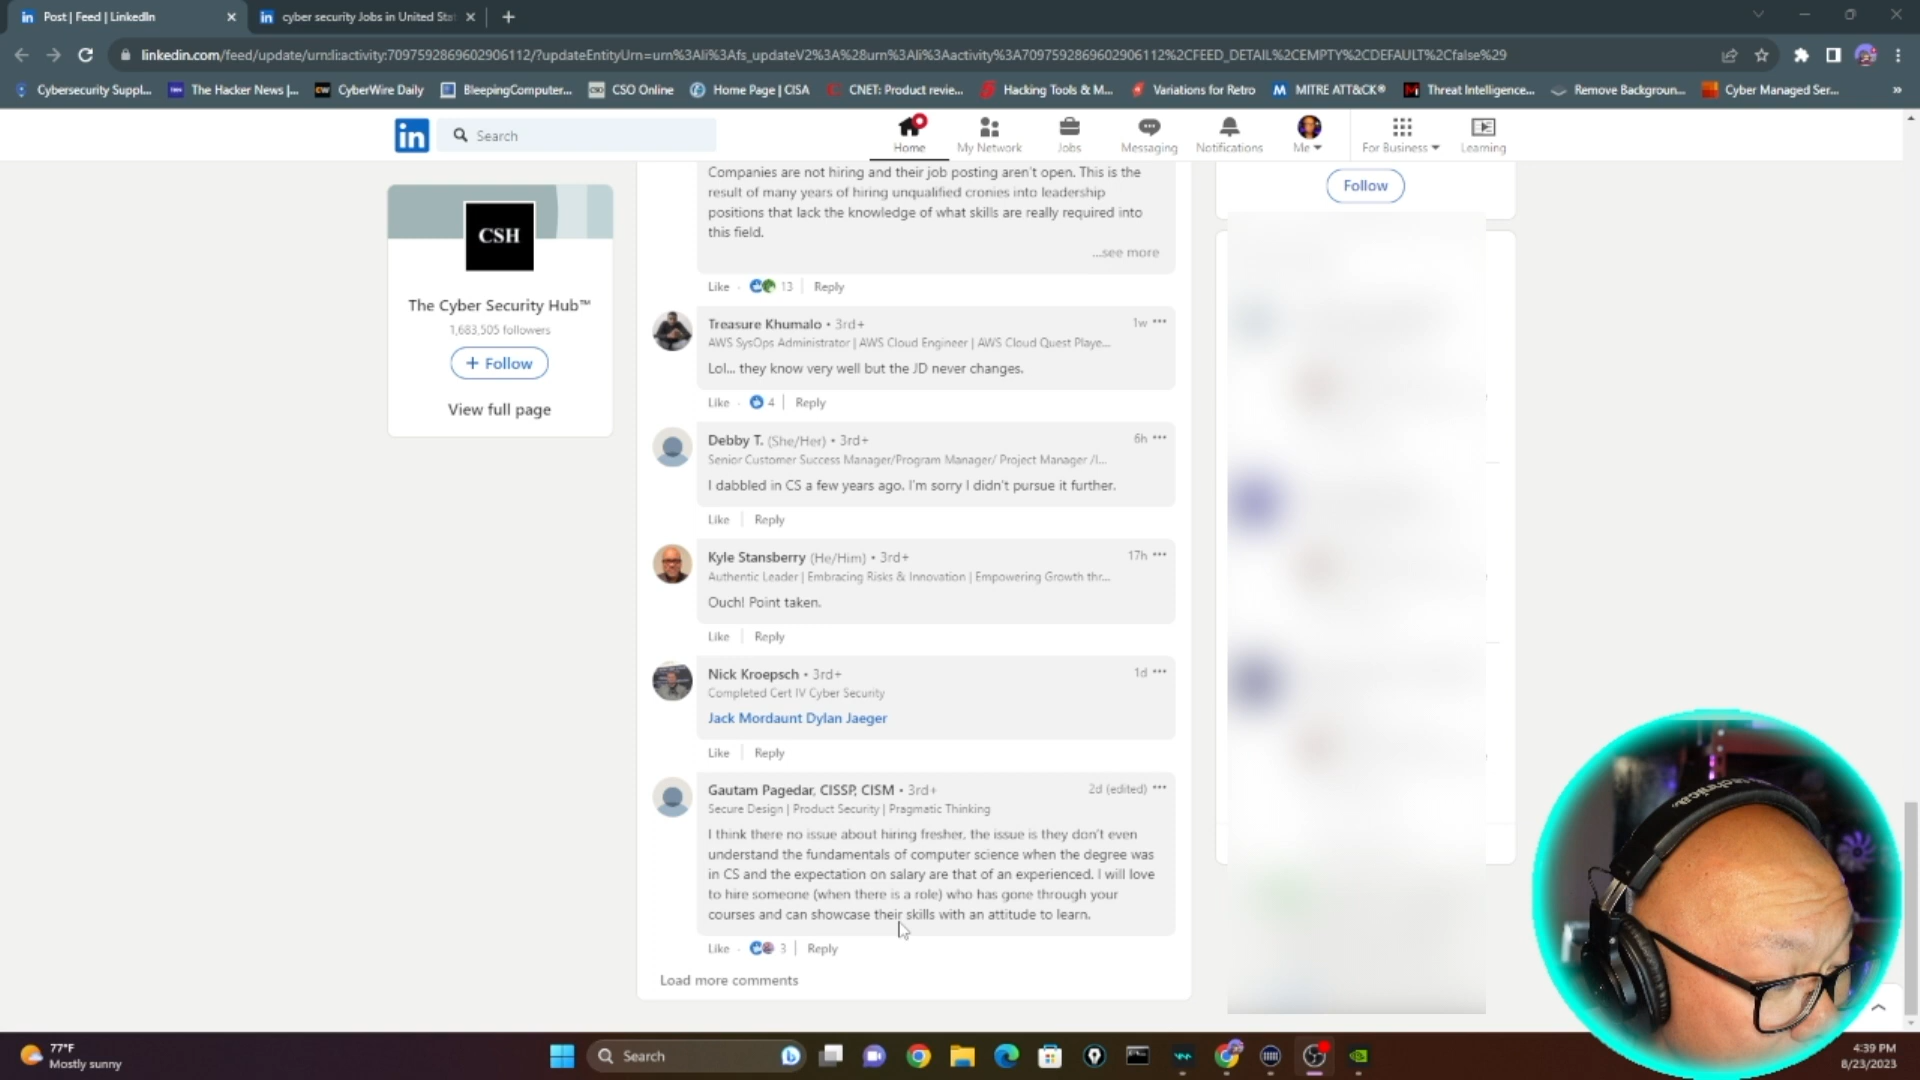 Post | Feed | LinkedIn
cyber security Jobs in United Sta
linkedin.com/feed/update/urn:li:activity:7097592869602906112/?updateEntityUrn=urn%3Ali%3Afs_updateV2%3A%28urn%3Ali%3Aactivity%3A7097592869602906112%2CFEED_DETAIL%2CEMPTY%2CDEFAULT%2Cfalse%29
Cybersecurity Suppl... The Hacker News |... CyberWire Daily BleepingComputer... CSO Online Home Page | CISA CNET: Product revie... Hacking Tools & M... Variations for Retro MITRE ATT&CK® Threat Intelligence... Remove Backgroun... Cyber Managed Ser... »
in Search Home My Network Jobs Messaging Notifications Me For Business Learning
CSH
The Cyber Security Hub™
1,683,505 followers
+ Follow
View full page
Companies are not hiring and their job posting aren't open. This is the
result of many years of hiring unqualified cronies into leadership
positions that lack the knowledge of what skills are really required into
this field.
...see more
Like · 13 | Reply
Treasure Khumalo • 3rd+ 1w
AWS SysOps Administrator | AWS Cloud Engineer | AWS Cloud Quest Playe...
Lol... they know very well but the JD never changes.
Like · 4 | Reply
Debby T. (She/Her) • 3rd+ 6h
Senior Customer Success Manager/Program Manager/ Project Manager /I...
I dabbled in CS a few years ago. I'm sorry I didn't pursue it further.
Like | Reply
Kyle Stansberry (He/Him) • 3rd+ 17h
Authentic Leader | Embracing Risks & Innovation | Empowering Growth thr...
Ouch! Point taken.
Like | Reply
Nick Kroepsch • 3rd+ 1d
Completed Cert IV Cyber Security
Jack Mordaunt Dylan Jaeger
Like | Reply
Gautam Pagedar, CISSP, CISM • 3rd+ 2d (edited)
Secure Design | Product Security | Pragmatic Thinking
I think there no issue about hiring fresher. the issue is they don't even
understand the fundamentals of computer science when the degree was
in CS and the expectation on salary are that of an experienced. I will love
to hire someone (when there is a role) who has gone through your
courses and can showcase their skills with an attitude to learn.
Like · 3 | Reply
Load more comments
Follow
77°F
Mostly sunny
Search
4:39 PM
8/23/2023